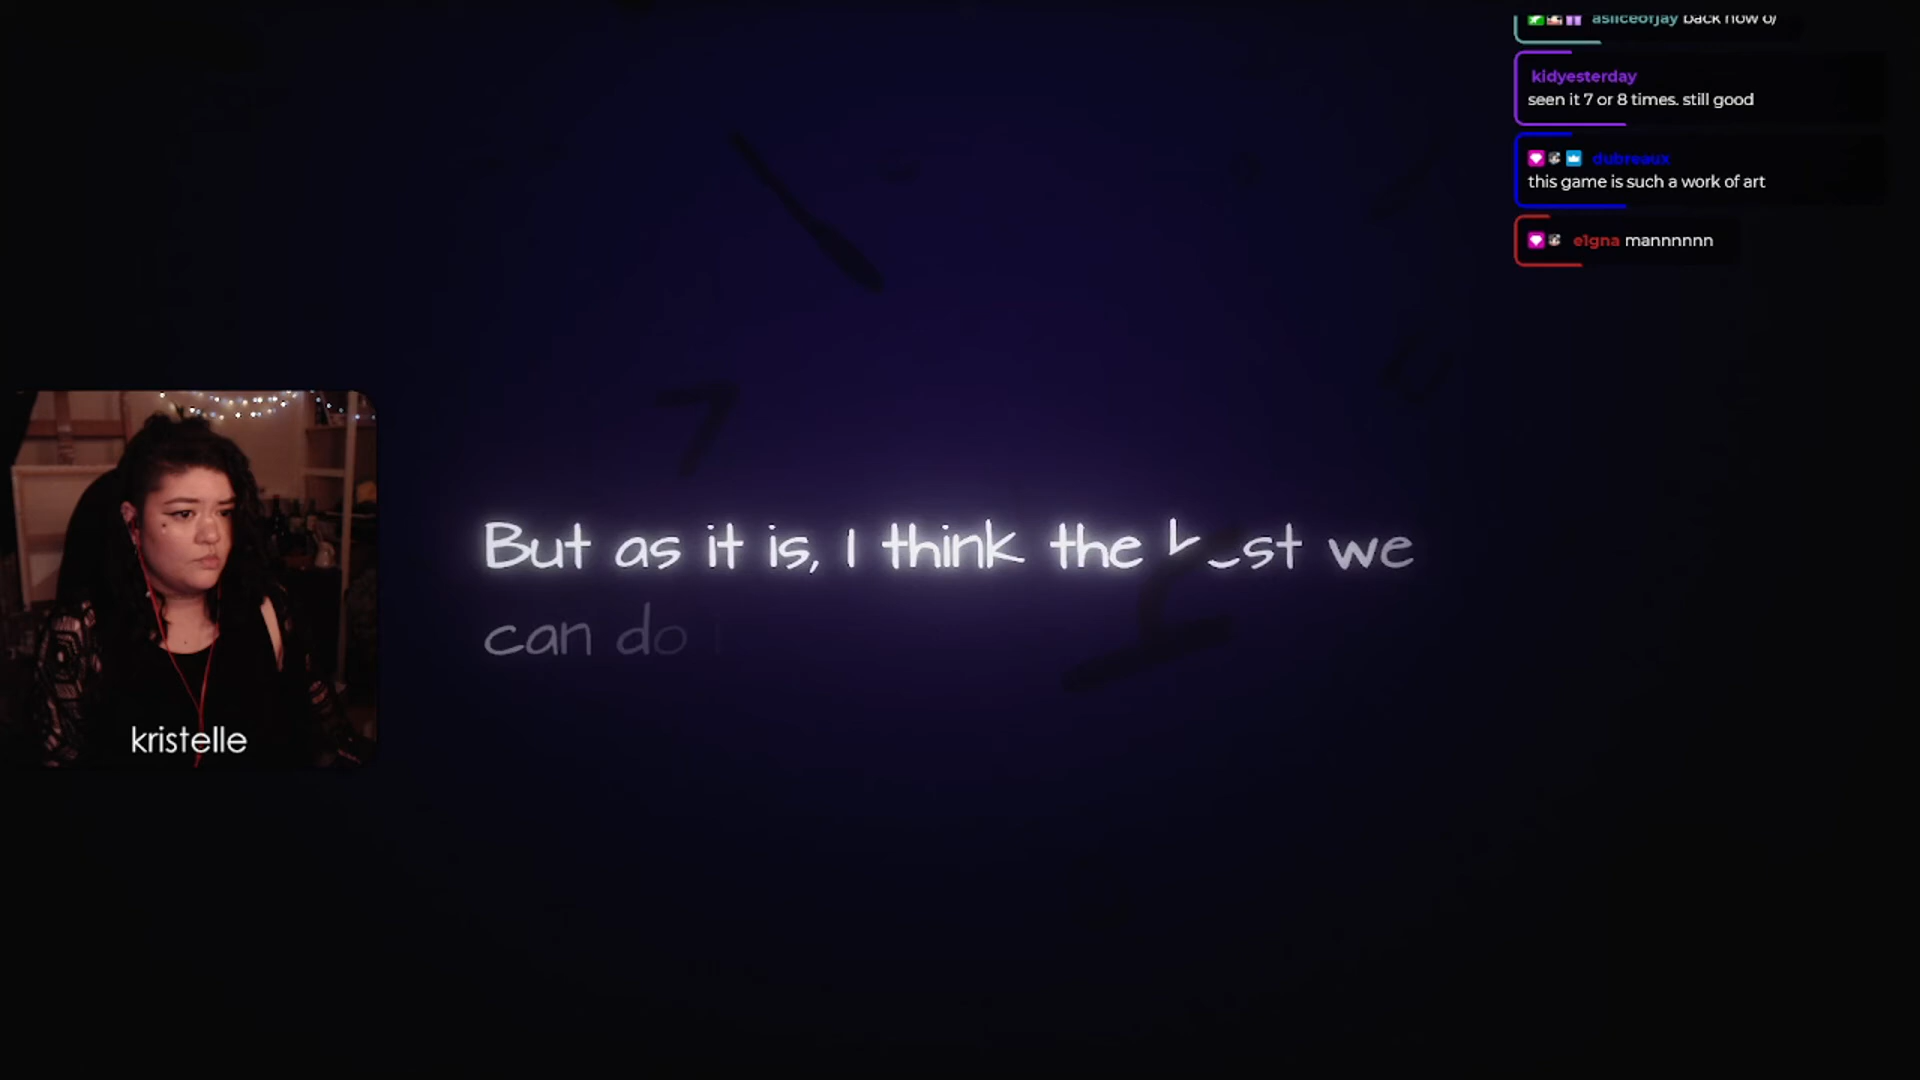 asliceofjay back now o/
kidyesterday
seen it 7 or 8 times. still good
dubreaux
this game is such a work of art
e1gna mannnnnn
But as it is, I think the best we
can do
kristelle